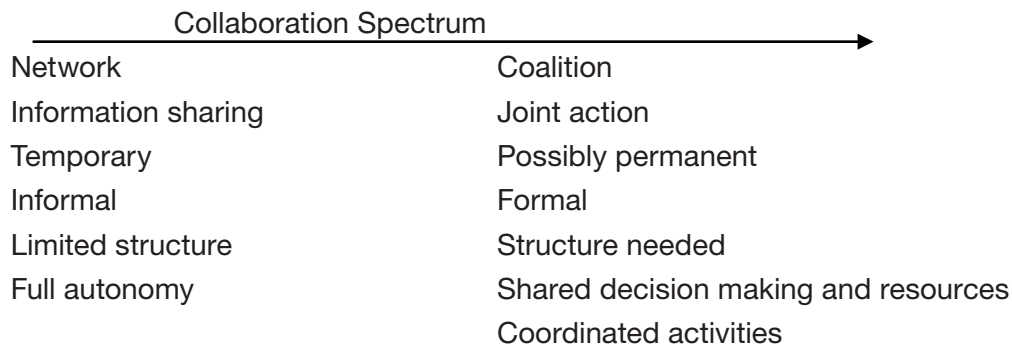 Collaboration Spectrum
Network Coalition
Information sharing Joint action
Temporary Possibly permanent
Informal Formal
Limited structure Structure needed
Full autonomy Shared decision making and resources
Coordinated activities